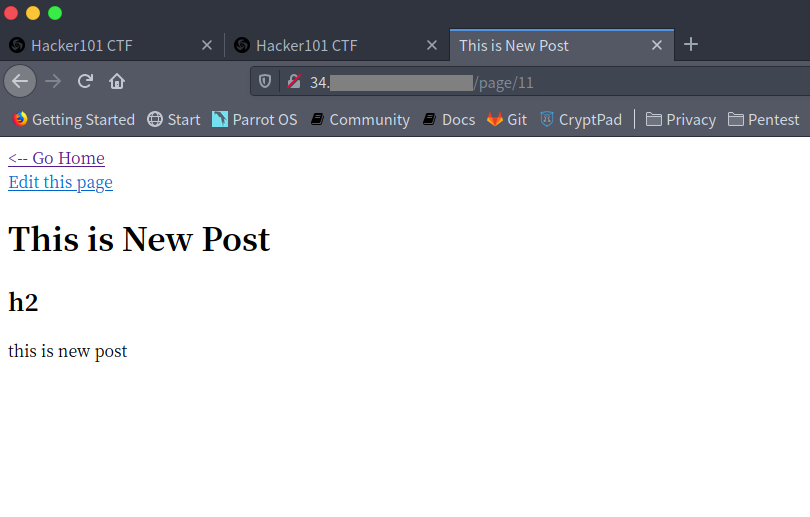 Hacker101 CTF
Hacker101 CTF
This is New Post
34.
/page/11
Getting Started
Start
Parrot OS
Community
Docs
Git
CryptPad
Privacy
Pentest
<-- Go Home
Edit this page
This is New Post
h2
this is new post